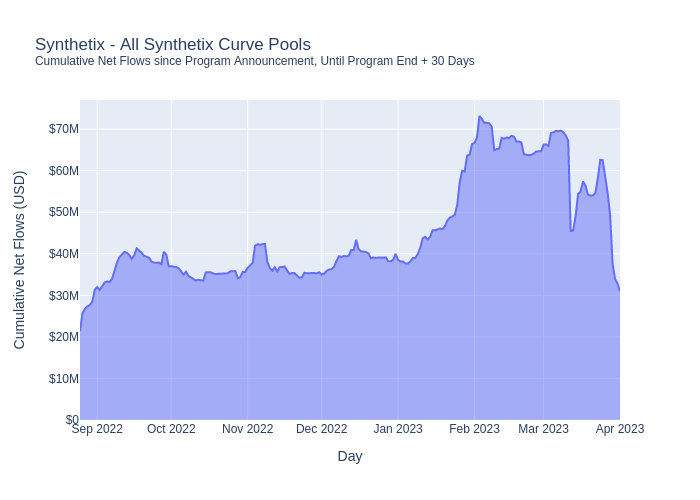 Synthetix - All Synthetix Curve Pools
Cumulative Net Flows since Program Announcement, Until Program End + 30 Days
Cumulative Net Flows (USD)
$70M
$60M
$50M
$40M
$30M
$20M
$10M
$0
Sep 2022 Oct 2022 Nov 2022 Dec 2022 Jan 2023 Feb 2023 Mar 2023 Apr 2023
Day